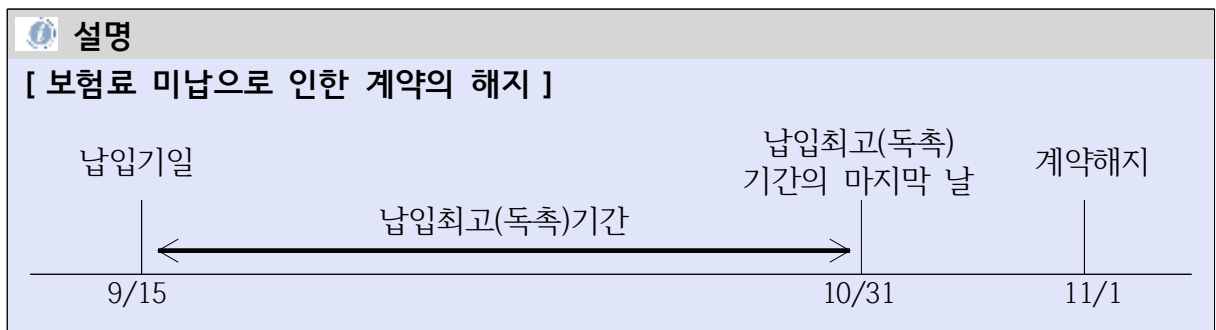 설명
[ 보험료 미납으로 인한 계약의 해지 ]
납입기일
납입최고(독촉)
기간의 마지막 날
계약해지
납입최고(독촉)기간
9/15
10/31
11/1